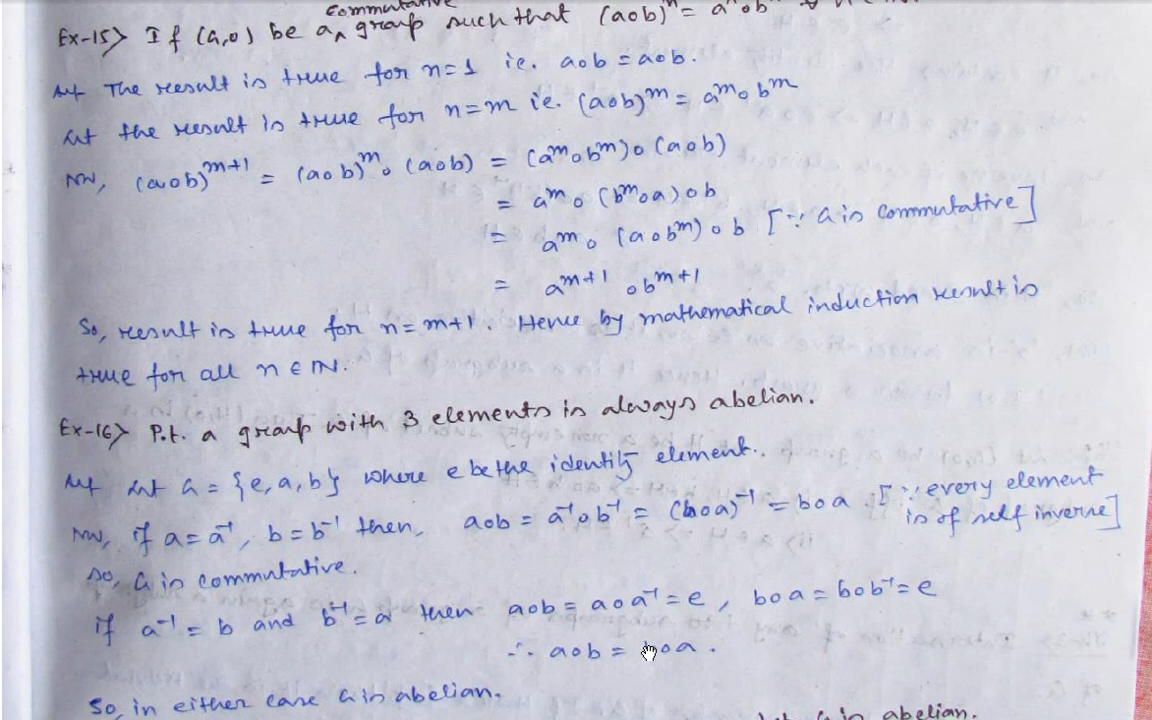 commutative
Ex-15> If (G,o) be a ^ group such that (aob)ⁿ = aⁿobⁿ ∀ n
Ans The result is true for n=1 ie. aob = aob.
Let the result is true for n=m ie. (aob)ᵐ = aᵐobᵐ
Now, (aob)ᵐ⁺¹ = (aob)ᵐo(aob) = (aᵐobᵐ)o(aob)
= aᵐo(bᵐoa)ob
= aᵐo(aobᵐ)ob [∵ G is commutative]
= aᵐ⁺¹obᵐ⁺¹
So, result is true for n=m+1. Hence by mathematical induction result is
true for all n∈ℕ.
Ex-16> P.t. a group with 3 elements is always abelian.
Ans Let G = {e,a,b} where e be the identity element.
Now, if a=a⁻¹, b=b⁻¹ then, aob = a⁻¹ob⁻¹ = (boa)⁻¹ = boa [∵ every element
is of self inverse]
So, G is commutative.
if a⁻¹=b and b⁻¹=a then aob = aoa⁻¹=e, boa = bob⁻¹=e
∴ aob = boa.
So, in either case G is abelian.
G is abelian.